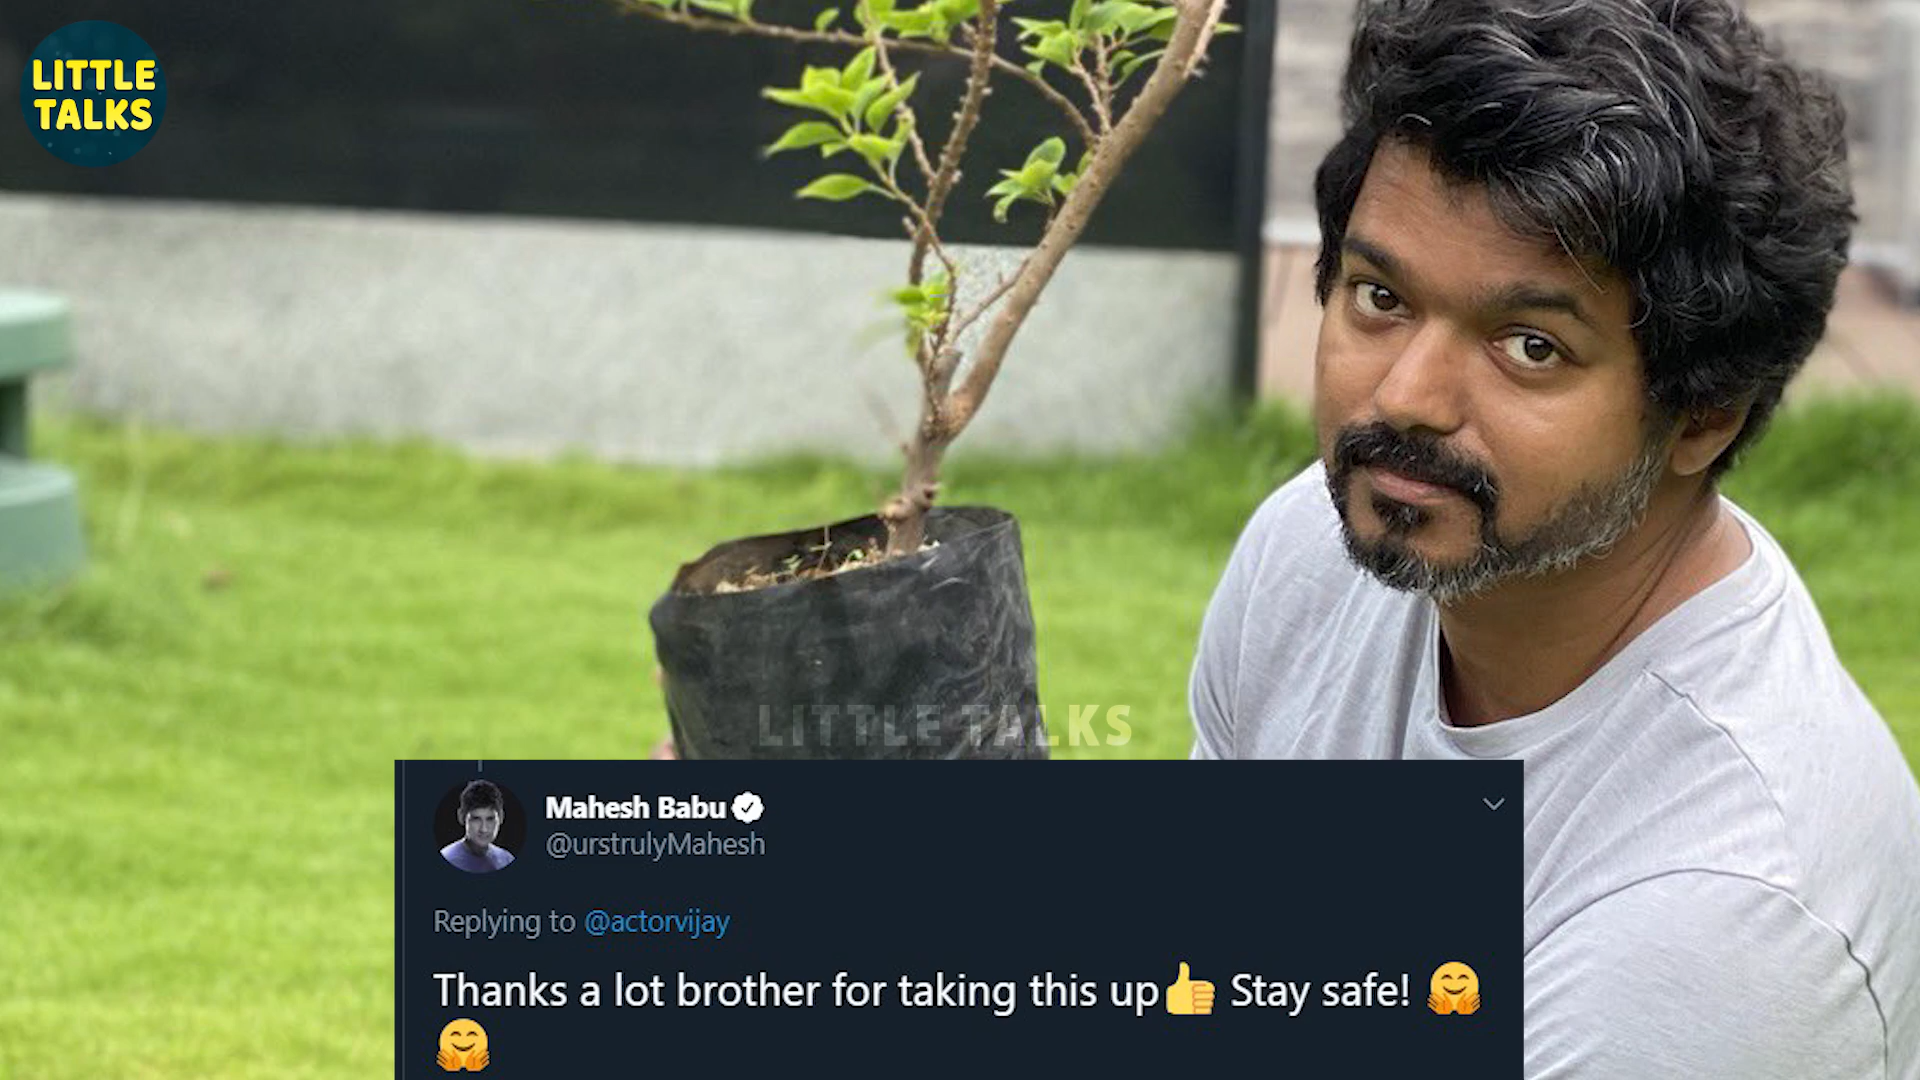 LITTLE
TALKS
LITTLE TALKS
Mahesh Babu
@urstrulyMahesh
Replying to @actorvijay
Thanks a lot brother for taking this up👍 Stay safe! 🤗
🤗